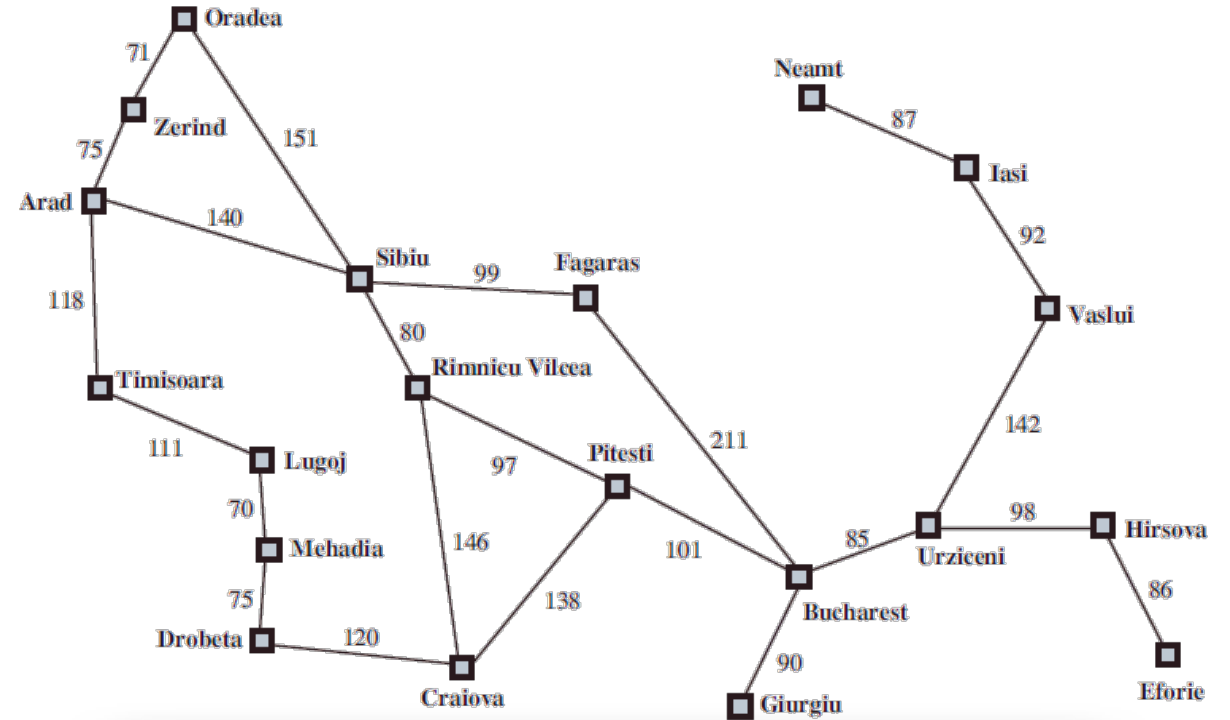 Oradea
71
Neamt
87
Zerind
151
75
Iasi
Arad
140
92
Sibiu
Fagaras
99
118
Vaslui
80
Rimnicu Vilcea
Timisoara
142
211
111
Lugoj
97
Pitesti
70
98
Hirsova
146
101
85
Mehadia
Urziceni
75
138
86
Bucharest
Drobeta
120
90
Craiova
Eforie
Giurgiu